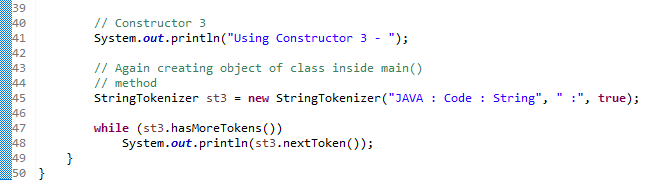 39
40 // Constructor 3
41 System.out.println("Using Constructor 3 - ");
42
43 // Again creating object of class inside main()
44 // method
45 StringTokenizer st3 = new StringTokenizer("JAVA : Code : String", " :", true);
46
47 while (st3.hasMoreTokens())
48 System.out.println(st3.nextToken());
49 }
50 }